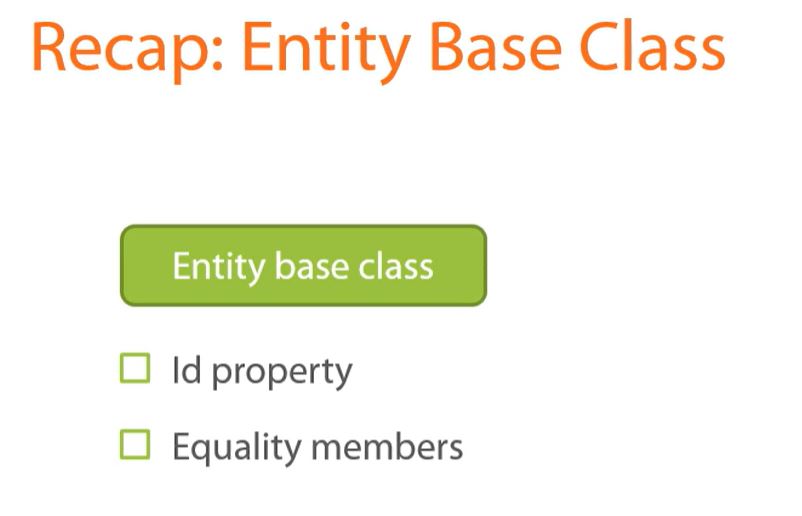 Recap: Entity Base Class
Entity base class
Id property
Equality members